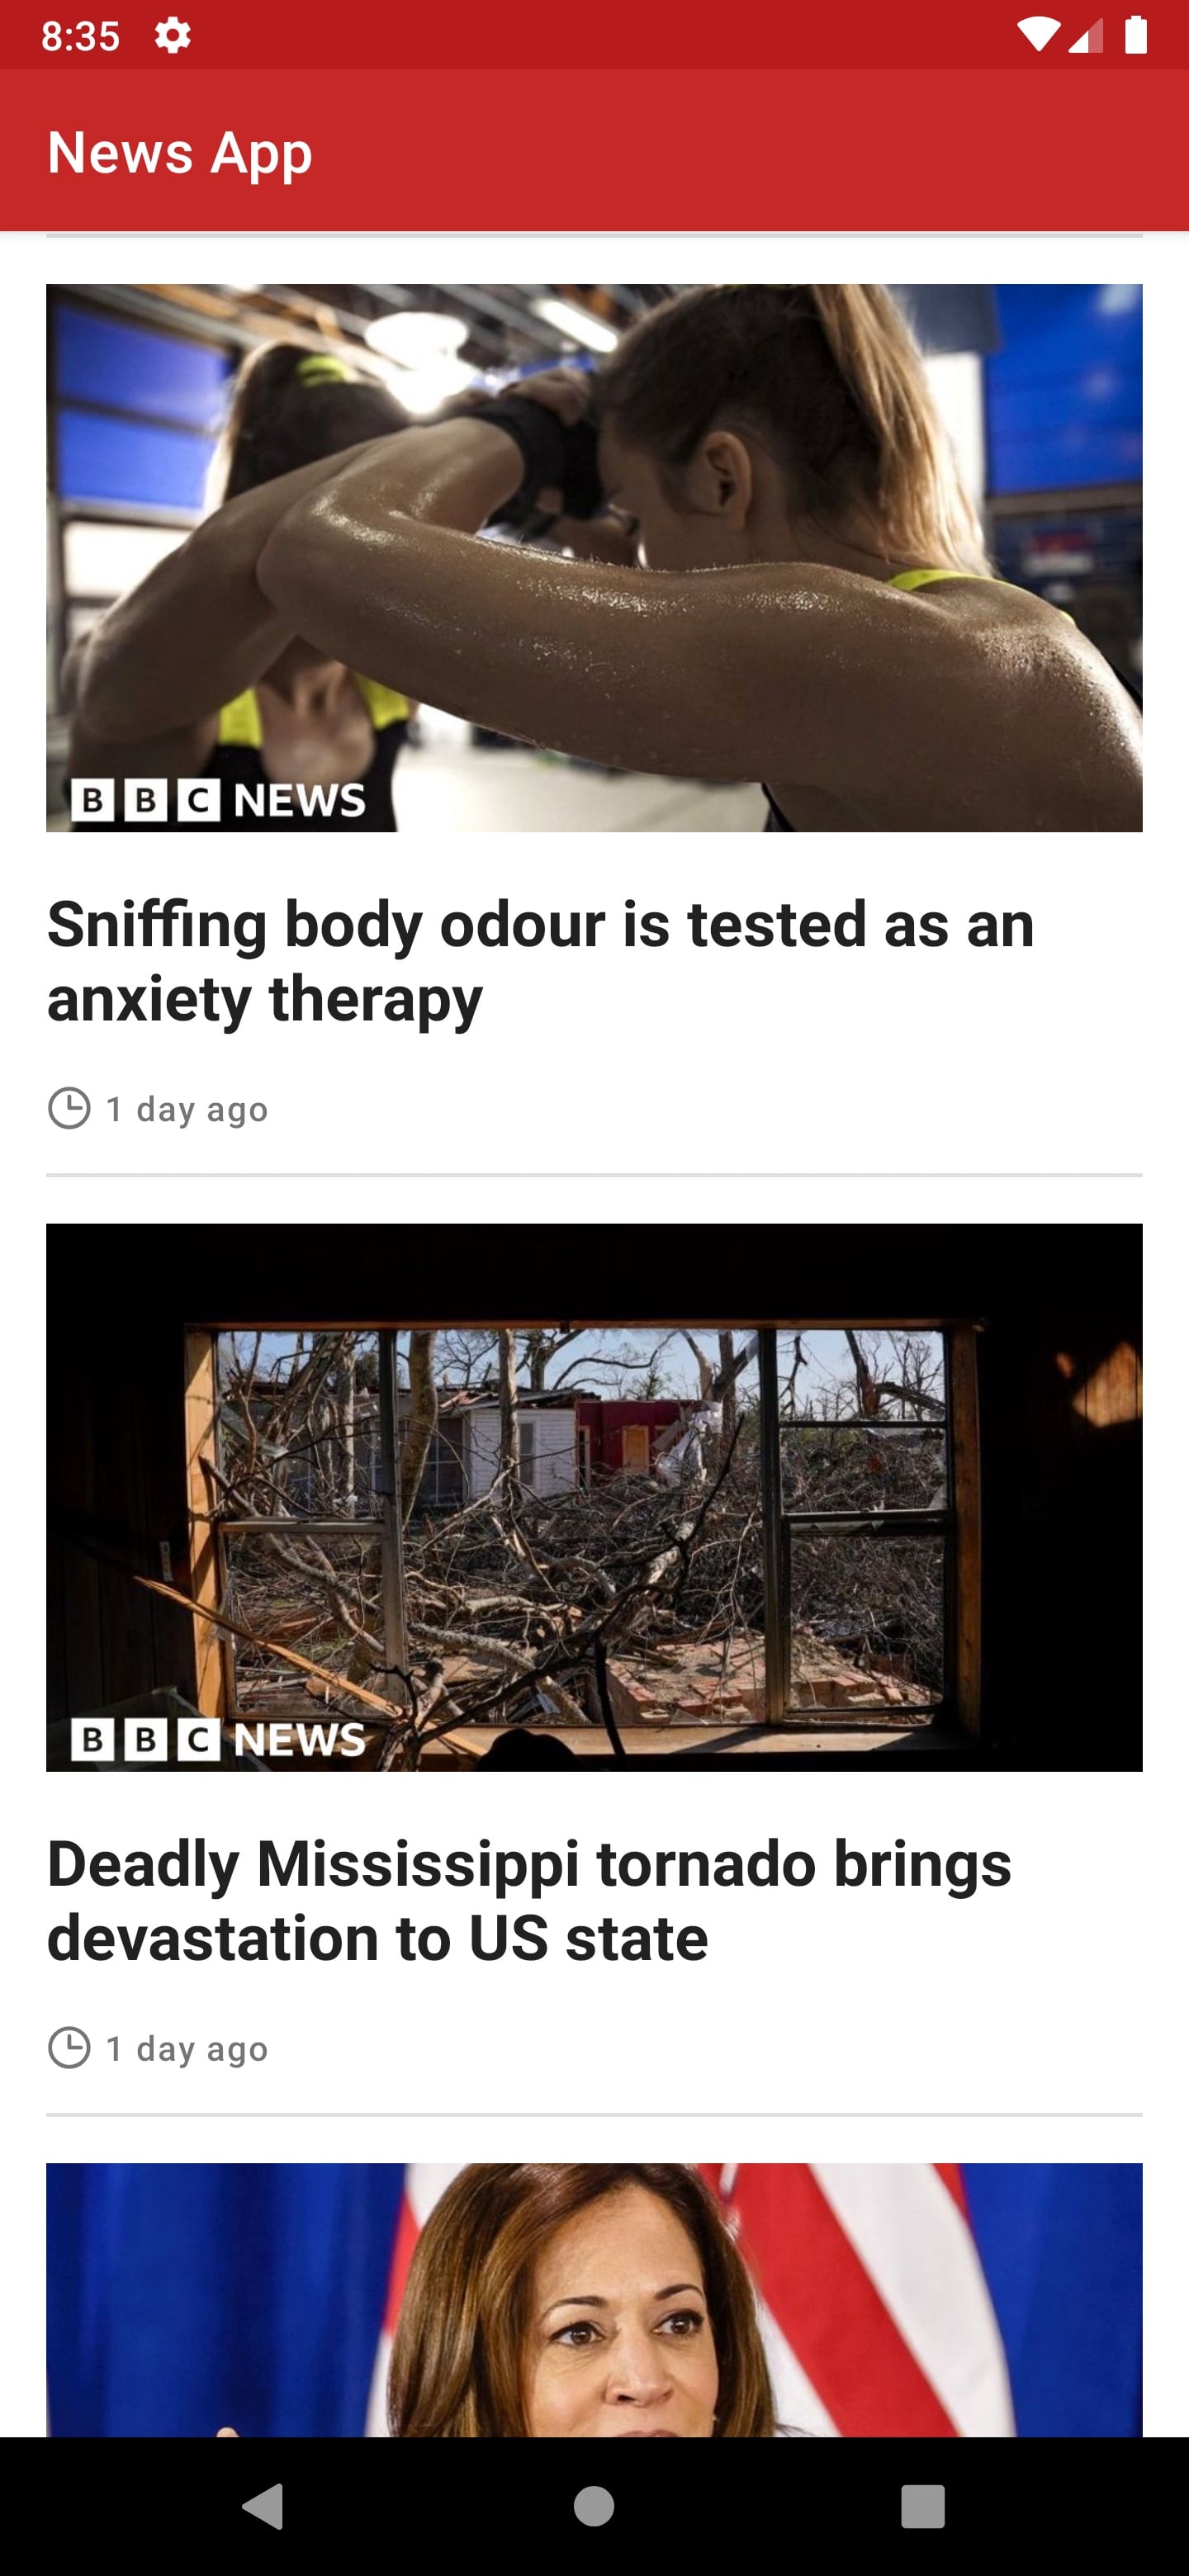 8:35
News App
BBC NEWS
Sniffing body odour is tested as an
anxiety therapy
1 day ago
BBC NEWS
Deadly Mississippi tornado brings
devastation to US state
1 day ago